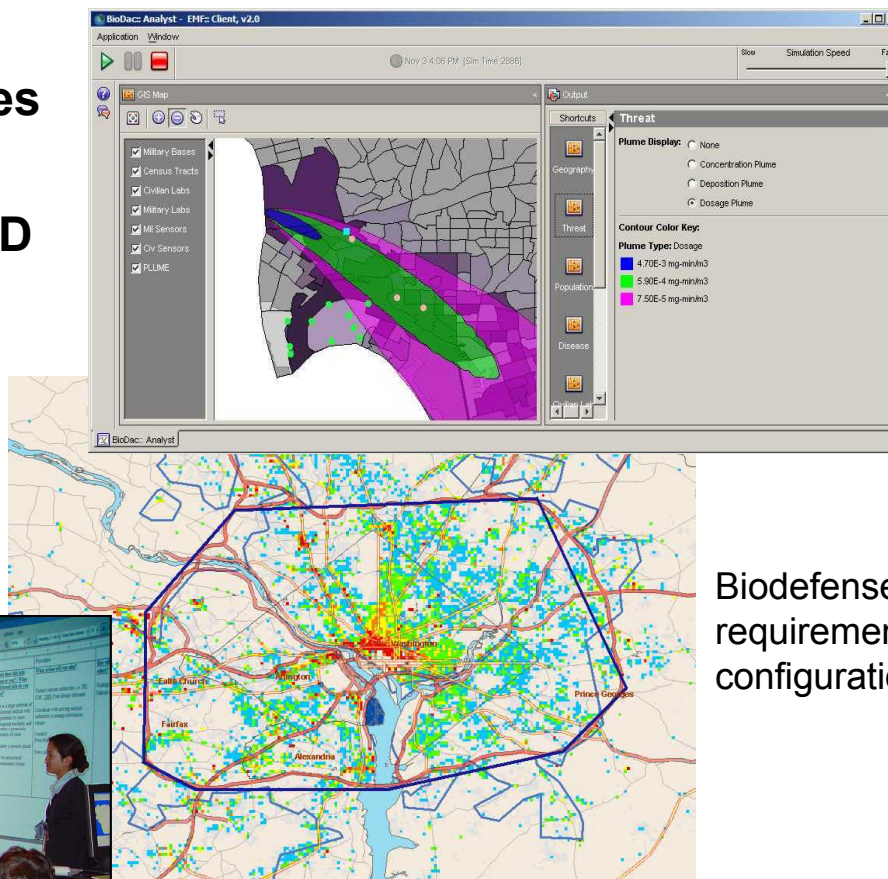 es
D
BioDac:: Analyst - EMF:: Client, v2.0
Application Window
Nov 3 4:06 PM [Sim Time 2866]
Slow Simulation Speed Fa
GIS Map
Military Bases
Census Tracts
Civilian Labs
Military Labs
Mil Sensors
Civ Sensors
PLUME
Output
Shortcuts
Geography
Threat
Population
Disease
Civilian Lab
Threat
Plume Display:
None
Concentration Plume
Deposition Plume
Dosage Plume
Contour Color Key:
Plume Type: Dosage
4.70E-3 mg-min/m3
5.90E-4 mg-min/m3
7.50E-5 mg-min/m3
BioDac:: Analyst
Washington
Falls Church
Arlington
Prince Georges
Fairfax
Alexandria
Biodefense
requiremen
configuratio